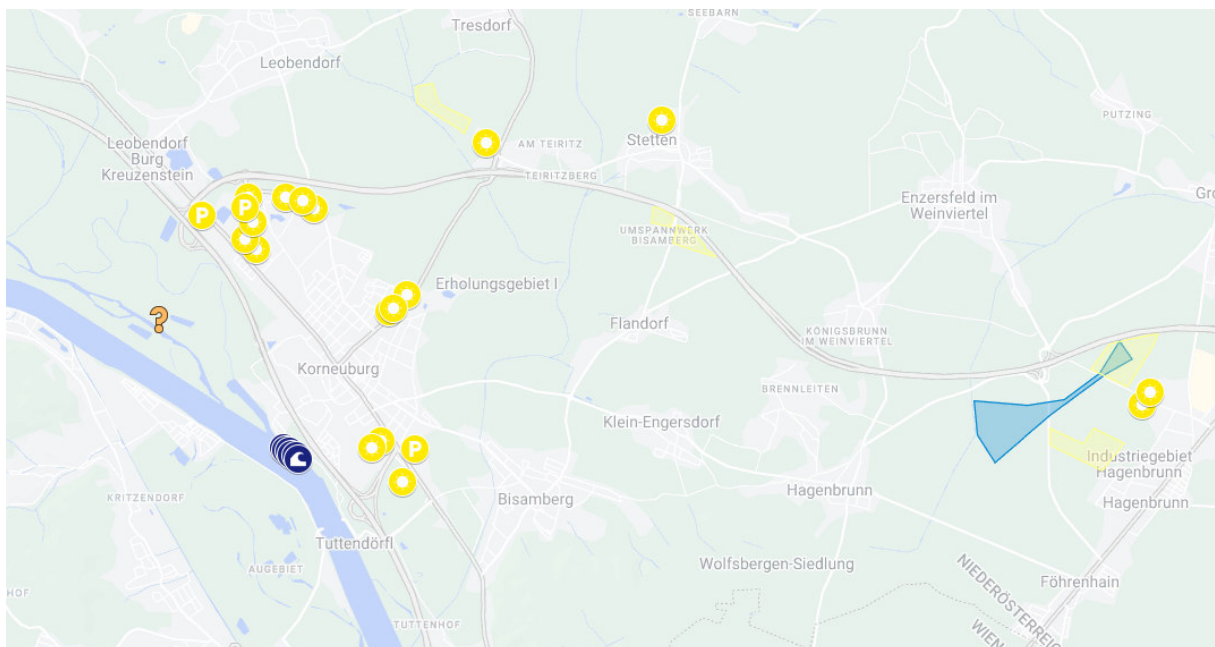 SEEBARN
Tresdorf
Leobendorf
PUTZING
Leobendorf
Burg
Kreuzenstein
AM TEIRITZ
Stetten
TEIRITZBERG
Enzersfeld im
Weinviertel
Gro
P
P
UMSPANNWERK
BISAMBERG
Erholungsgebiet I
?
Flandorf
KÖNIGSBRUNN
IM WEINVIERTEL
Korneuburg
BRENNLEITEN
Klein-Engersdorf
P
Industriegebiet
Hagenbrunn
KRITZENDORF
Bisamberg
Hagenbrunn
Hagenbrunn
Tuttendörfl
AUGEBIET
Wolfsbergen-Siedlung
NIEDERÖSTERREIC
Föhrenhain
HOF
TUTTENHOF
WIEN